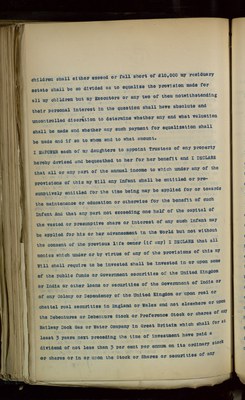 children shall either exceed or fall short of £10,000 my residuary
estate shall be so divided as to equalise the provision made for
all my children but my Executors or any two of them notwithstanding
their personal interest in the question shall have absolute and
uncontrolled discretion to determine whether any and what valuation
shall be made and whether any such payment for equalization shall
be made and if so to whom and to what amount.
I EMPOWER each of my daughters to appoint Trustees of any property
hereby devised and bequeathed to her for her benefit and I DECLARE
that all or any part of the annual income to which under any of the
provisions of this my Will any Infant shall be entitled or pre-
sumptively entitled for the time being may be applied for or towards
the maintenance or education or otherwise for the benefit of such
Infant And that any part not exceeding one half of the capital of
the vested or presumptive share or interest of any such infant may
be applied for his or her advancement in the World but not without
the consent of the previous life owner (if any) I DECLARE that all
monies which under or by virtue of any of the provisions of this my
Will shall require to be invested shall be invested in or upon some
of the public funds or Government securities of the United Kingdom
or India or other Loans or securities of the Government of India or
of any Colony or Dependency of the United Kingdom or upon real or
chattel real securities in England or Wales and not elsewhere or upon
the Debentures or Debenture Stock or Preference Stock or shares of any
Railway Dock Gas or Water Company in Great Britain which shall for at
least 3 years next preceding the time of investment have paid a
dividend of not less than 3 per cent per annum on its ordinary stock
or shares or in or upon the Stock or Shares or securities of any